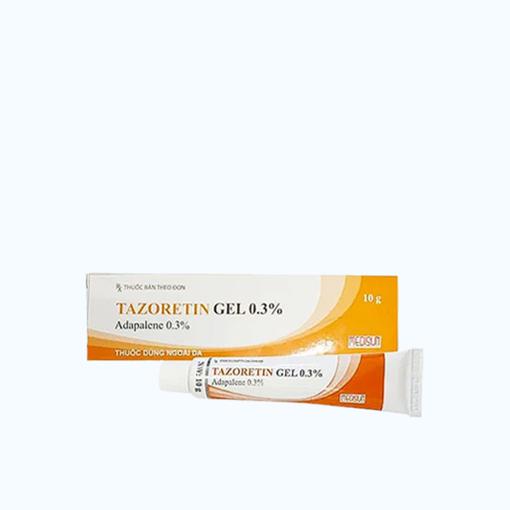 ℞ THUỐC BÁN THEO ĐƠN
TAZORETIN GEL 0.3%
Adapalene 0.3%
10 g
THUỐC DÙNG NGOÀI DA
MEDISUN
TAZORETIN GEL 0.3%
Adapalene 0.3%
MEDISUN